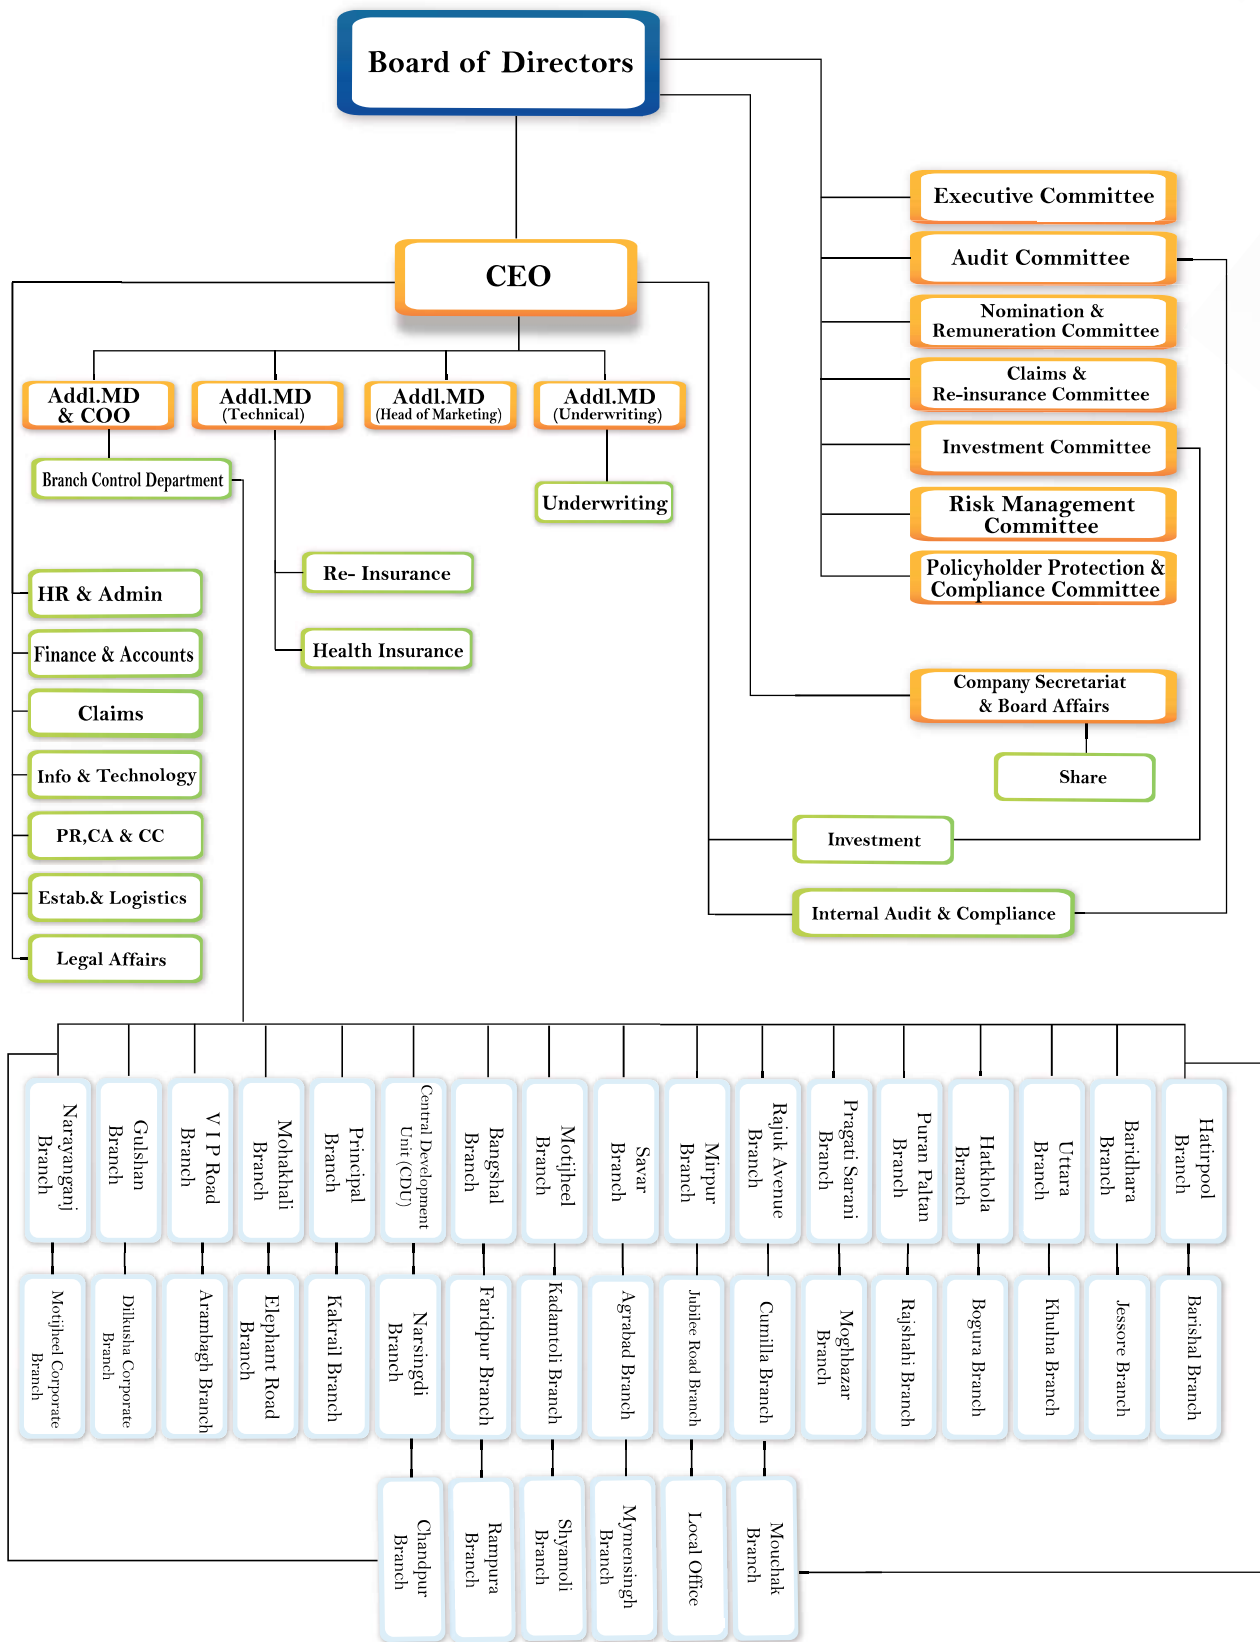 Board of Directors
Executive Committee
Audit Committee
Nomination &
Remuneration Committee
Claims &
Re-insurance Committee
Investment Committee
Risk Management
Committee
Policyholder Protection &
Compliance Committee
Company Secretariat
& Board Affairs
Share
Investment
Internal Audit & Compliance
CEO
Addl.MD
& COO
Addl.MD
(Technical)
Addl.MD
(Head of Marketing)
Addl.MD
(Underwriting)
Branch Control Department
Underwriting
Re- Insurance
Health Insurance
HR & Admin
Finance & Accounts
Claims
Info & Technology
PR,CA & CC
Estab.& Logistics
Legal Affairs
Narayanganj
Branch
Gulshan
Branch
V I P Road
Branch
Mohakhali
Branch
Principal
Branch
Central Development
Unit (CDU)
Bangshal
Branch
Motijheel
Branch
Savar
Branch
Mirpur
Branch
Rajuk Avenue
Branch
Pragati Sarani
Branch
Puran Paltan
Branch
Hatkhola
Branch
Uttara
Branch
Baridhara
Branch
Hatirpool
Branch
Motijheel Corporate
Branch
Dilkusha Corporate
Branch
Arambagh Branch
Elephant Road
Branch
Kakrail Branch
Narsingdi
Branch
Faridpur Branch
Kadamtoli Branch
Agrabad Branch
Jubilee Road Branch
Cumilla Branch
Moghbazar
Branch
Rajshahi Branch
Bogura Branch
Khulna Branch
Jessore Branch
Barishal Branch
Chandpur
Branch
Rampura
Branch
Shyamoli
Branch
Mymensingh
Branch
Local Office
Mouchak
Branch